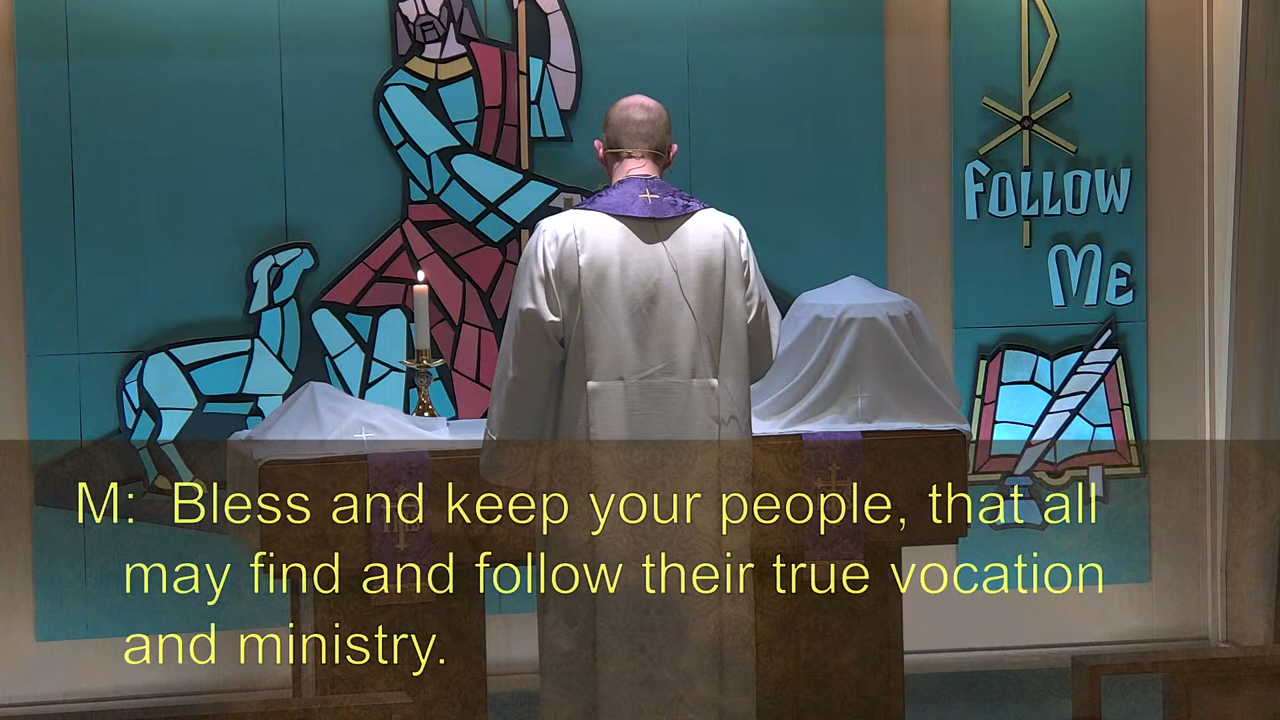 FOLLOW
ME
M: Bless and keep your people, that all
may find and follow their true vocation
and ministry.